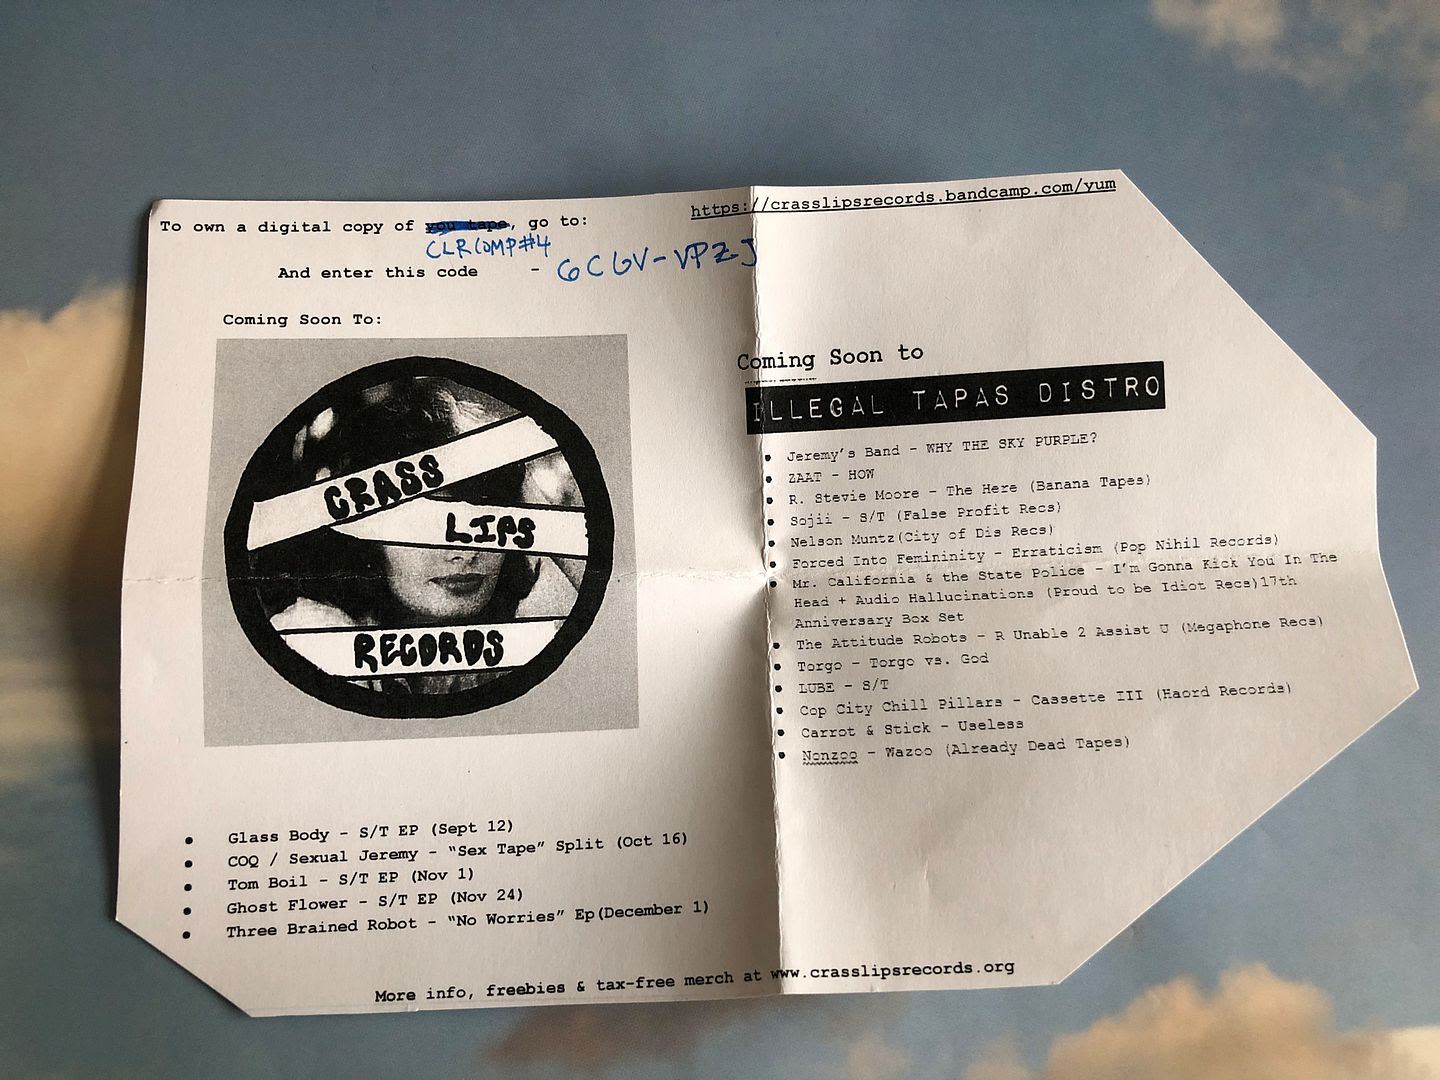 To own a digital copy of you tape, go to:
https://crasslipsrecords.bandcamp.com/yum
CLRCOMP#4
And enter this code - GCGV-VPZJ
Coming Soon To:
CRASS
LIPS
RECORDS
• Glass Body - S/T EP (Sept 12)
• COQ / Sexual Jeremy - “Sex Tape” Split (Oct 16)
• Tom Boil - S/T EP (Nov 1)
• Ghost Flower - S/T EP (Nov 24)
• Three Brained Robot - “No Worries” Ep(December 1)
Coming Soon to
ILLEGAL TAPAS DISTRO
• Jeremy’s Band - WHY THE SKY PURPLE?
• ZAAT - HOW
• R. Stevie Moore - The Here (Banana Tapes)
• Sojii - S/T (False Profit Recs)
• Nelson Muntz(City of Dis Recs)
• Forced Into Femininity - Erraticism (Pop Nihil Records)
• Mr. California & the State Police - I’m Gonna Kick You In The
Head + Audio Hallucinations (Proud to be Idiot Recs)17th
Anniversary Box Set
• The Attitude Robots - R Unable 2 Assist U (Megaphone Recs)
• Torgo - Torgo vs. God
• LUBE - S/T
• Cop City Chill Pillars - Cassette III (Haord Records)
• Carrot & Stick - Useless
• Nonzoo - Wazoo (Already Dead Tapes)
More info, freebies & tax-free merch at www.crasslipsrecords.org